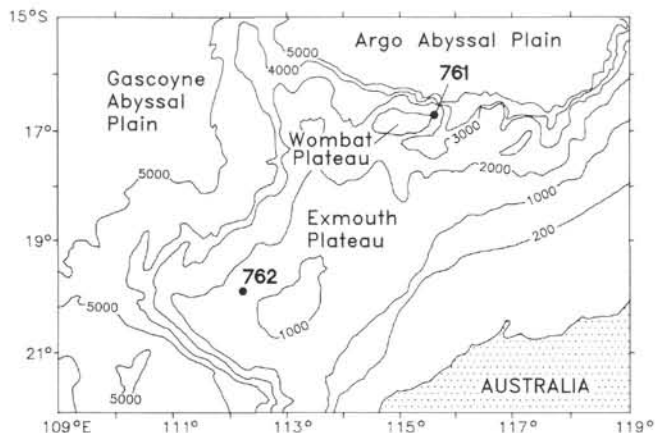 15°S
5000
4000
Argo Abyssal Plain
761
Gascoyne
Abyssal
Plain
17°
Wombat
Plateau
3000
2000
5000
1000
200
Exmouth
Plateau
19°
762
5000
1000
21°
AUSTRALIA
5000
109°E
111°
113°
115°
117°
119°